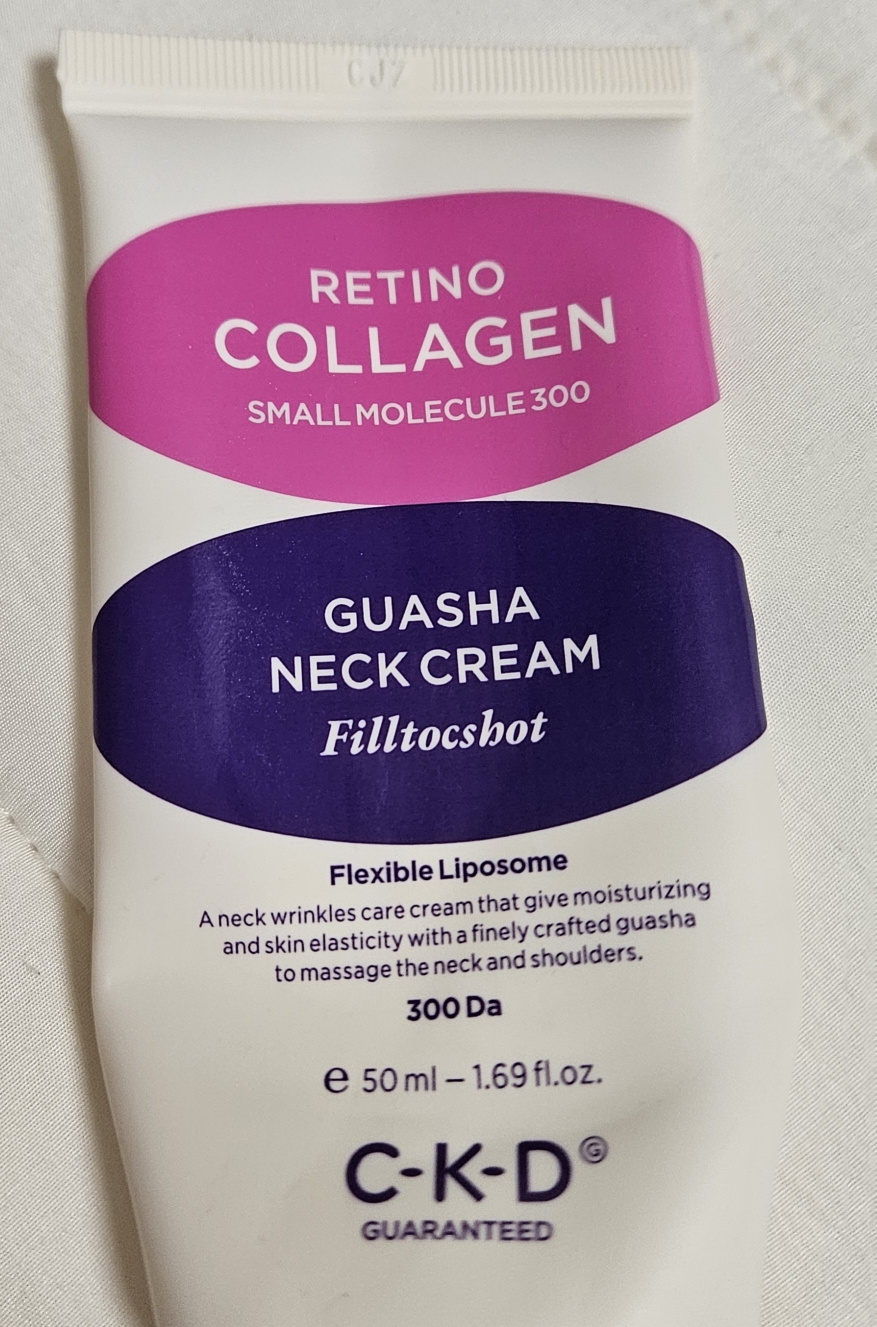 CJ7
RETINO
COLLAGEN
SMALL MOLECULE 300
GUASHA
NECK CREAM
Filltocshot
Flexible Liposome
A neck wrinkles care cream that give moisturizing
and skin elasticity with a finely crafted guasha
to massage the neck and shoulders.
300 Da
℮ 50 ml – 1.69 fl.oz.
C-K-D Ⓖ
GUARANTEED